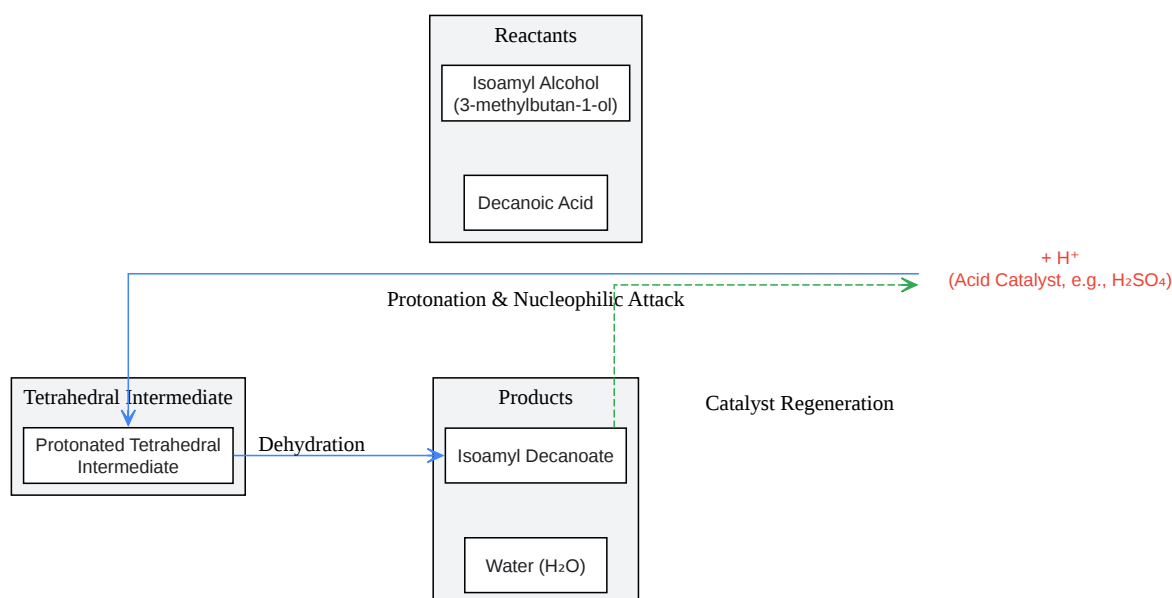 Reactants
Isoamyl Alcohol
(3-methylbutan-1-ol)
Decanoic Acid
+ H⁺
(Acid Catalyst, e.g., H₂SO₄)
Protonation & Nucleophilic Attack
Tetrahedral Intermediate
Protonated Tetrahedral
Intermediate
Dehydration
Products
Isoamyl Decanoate
Water (H₂O)
Catalyst Regeneration